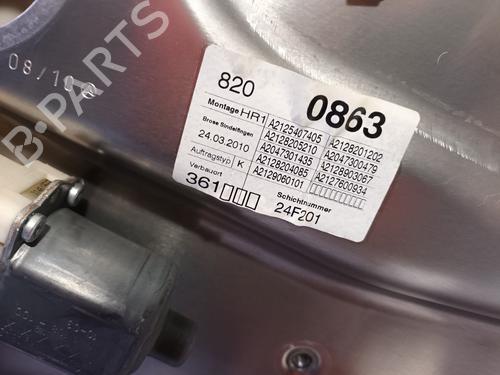 08/10
820
0863
Montage HR1
Brose Sindelfingen
24.03.2010
Auftragstyp K
Verbauort
361
A2125407405
A2128205210
A2047301435
A2128204085
A2129060101
A2128201202
A2047300479
A2128903067
A2127600934
Schichtnummer
24F201
B-PARTS